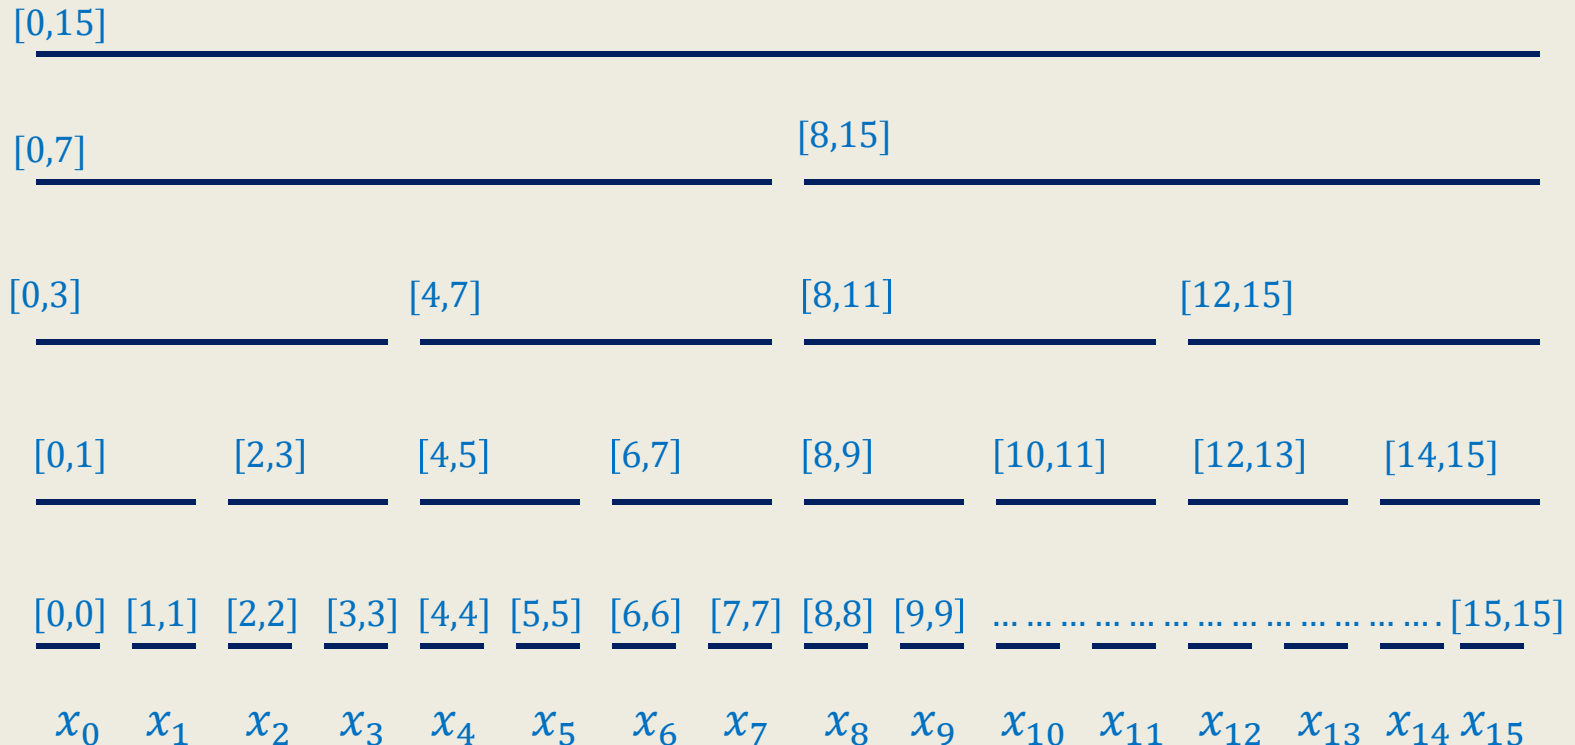 [0,15]
[0,7] [8,15]
[0,3] [4,7] [8,11] [12,15]
[0,1] [2,3] [4,5] [6,7] [8,9] [10,11] [12,13] [14,15]
[0,0] [1,1] [2,2] [3,3] [4,4] [5,5] [6,6] [7,7] [8,8] [9,9] ... ... ... ... ... ... ... ... ... ... ... ... ... . [15,15]
x₀ x₁ x₂ x₃ x₄ x₅ x₆ x₇ x₈ x₉ x₁₀ x₁₁ x₁₂ x₁₃ x₁₄ x₁₅